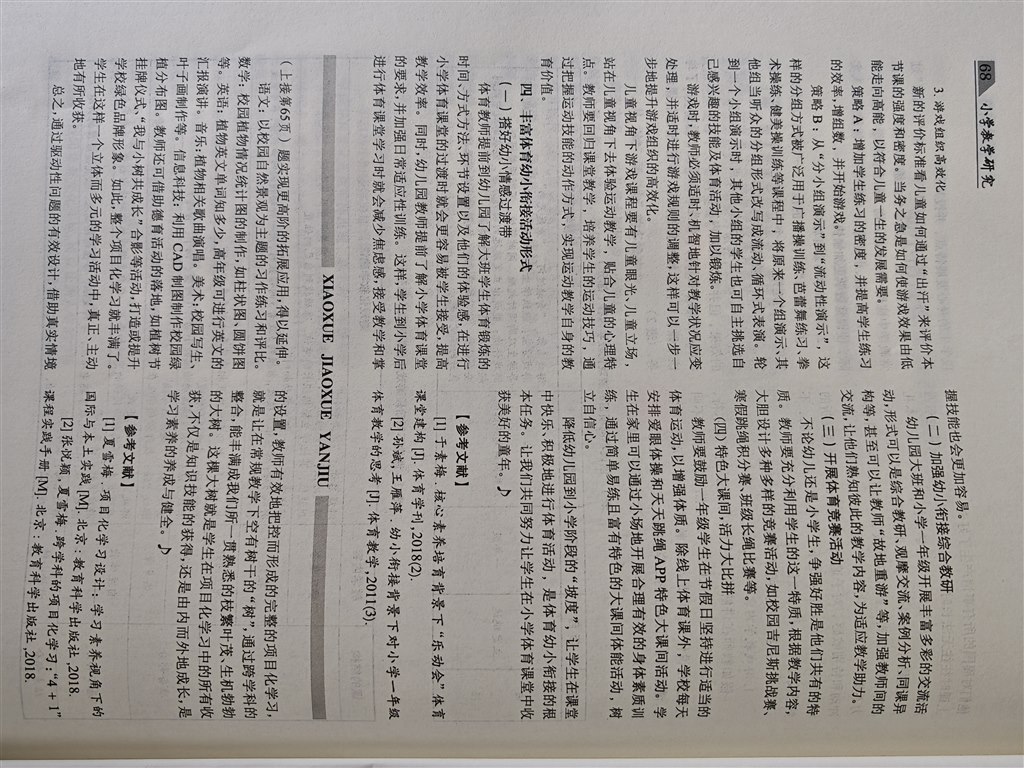 68 小学教学研究
3. 游戏组织高效化
新的评价标准看儿童如何通过“出汗”来评价本
节课的强度和密度。当务之急是如何使游戏效果由低
能走向高能，以符合儿童一生的发展需要。
策略 A：增加学生练习的密度，并提高学生练习
的效率，增组数，并开始游戏。
策略 B：从“分小组演示”到“流动性演示”，这
样的分组方式被广泛用于广播操训练、芭蕾舞练习、拳
术操练、健美操训练等课程中，将原来一个组演示、其
他组当听众的分组形式改写成流动、循环式表演。轮
到一个小组演示时，其他小组的学生也可自主挑选自
己感兴趣的技能及体育活动，加以锻炼。
游戏时，教师必须适时、机智地针对教学状况应变
处理，并适时进行游戏规则的调整，这样可以一步一
步地提升游戏组织的高效化。
儿童视角下游戏课程要有儿童眼光、儿童立场，
站在儿童视角下去体验运动教学，贴合儿童的心理特
点。教师要回归课堂教学，培养学生的运动技巧，通
过把握运动技能的动作方式，实现运动教学自身的教
育价值。
四、丰富体育幼小衔接活动形式
（一）搭好幼小情感过渡带
体育教师提前到幼儿园了解大班学生体育锻炼的
时间、方式方法、环节设置以及他们的体验感，在进行
小学体育课堂的过渡时就会更容易被学生接受，提高
教学效率。同时，幼儿园教师提前了解小学体育课堂
的要求，并加强日常适应性训练。这样，学生到小学后
进行体育课堂学习时就会减少焦虑感，接受教学和掌
握技能也会更加容易。
（二）加强幼小衔接综合教研
幼儿园大班和小学一年级开展丰富多彩的交流活
动，形式可以是综合教研、观摩交流、案例分析、同课异
构等，甚至可以让教师“故地重游”等，加强教师间的
交流，让他们熟知彼此的教学内容，为适应教学助力。
（三）开展体育竞赛活动
不论幼儿还是小学生，争强好胜是他们共有的特
质。教师要充分利用学生的这一特质，根据教学内容，
大胆设计多种多样的竞赛活动，如校园吉尼斯挑战赛、
寒假跳绳积分赛、班级长绳比赛等。
（四）特色大课间，活力大比拼
教师要鼓励一年级学生在节假日坚持进行适当的
体育运动，以增强体质。除线上体育课外，学校每天
安排爱眼体操和天天跳绳 APP 特色大课间活动。学
生在家里可以通过小场地开展合理有效的身体素质训
练，通过简单易练且富有特色的大课间体能活动，树
立自信心。
降低幼儿园到小学阶段的“坡度”，让学生在课堂
中快乐、积极地进行体育活动，是体育幼小衔接的根
本任务。让我们共同努力让学生在小学体育课堂中收
获美好的童年。
【参考文献】
[1] 于素梅. 核心素养培育背景下“乐动会”体育
课堂建构[J]. 体育学刊,2018(2).
[2] 孙诚,王雁萍. 幼小衔接背景下对小学一年级
体育教学的思考[J]. 体育教学,2011(3).
XIAOXUE JIAOXUE YANJIU
（上接第65页）题实现更高阶的拓展应用，得以延伸。
语文：以校园自然景观为主题的习作练习和评比。
数学：校园植物情况统计图的制作，如柱状图、圆饼图
等。英语：植物英文单词知多少，高年级可进行英文的
汇报演讲。音乐：植物相关歌曲演唱。美术：校园写生、
叶子画制作等。信息科技：利用 CAD 制图制作校园绿
植分布图。教师还可借助德育活动的落地，如植树节
挂牌仪式、“我与小树共成长”合影等活动，打造或提升
学校绿色品牌形象。如此，整个项目化学习就丰满了。
学生在这样一个立体而多元的学习活动中，真正、主动
地有所收获。
总之，通过驱动性问题的有效设计，借助真实情境
的设置，教师有效地把控而形成的完整的项目化学习，
就是让在常规教学下空有树干的“树”通过跨学科的
整合，能丰满成我们所一贯熟悉的枝繁叶茂、生机勃勃
的大树。这棵大树就是学生在项目化学习中的所有收
获，不仅是知识技能的获得，还是由内而外地成长，是
学习素养的养成与健全。
【参考文献】
[1] 夏雪梅. 项目化学习设计：学习素养视角下的
国际与本土实践[M]. 北京：教育科学出版社,2018.
[2] 张悦颖,夏雪梅. 跨学科的项目化学习：“4+1”
课程实践手册[M]. 北京：教育科学出版社,2018.